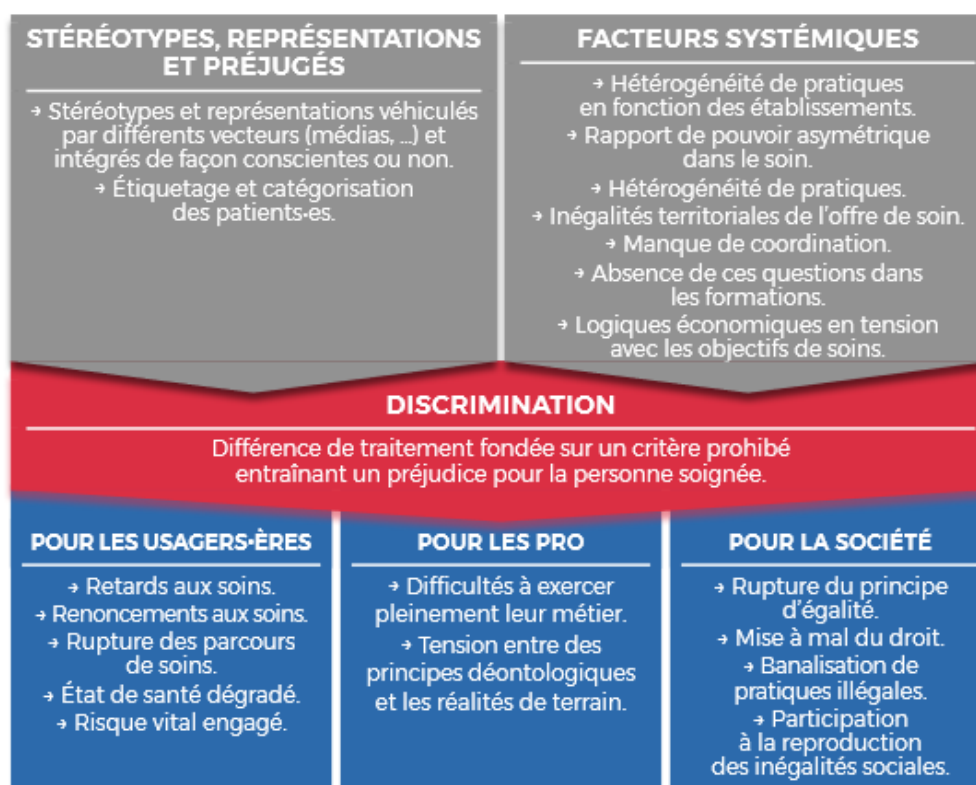 STÉRÉOTYPES, REPRÉSENTATIONS
ET PRÉJUGÉS
→ Stéréotypes et représentations véhiculés
par différents vecteurs (médias, ...) et
intégrés de façon conscientes ou non.
→ Étiquetage et catégorisation
des patients·es.
FACTEURS SYSTÉMIQUES
→ Hétérogénéité de pratiques
en fonction des établissements.
→ Rapport de pouvoir asymétrique
dans le soin.
→ Hétérogénéité de pratiques.
→ Inégalités territoriales de l'offre de soin.
→ Manque de coordination.
→ Absence de ces questions dans
les formations.
→ Logiques économiques en tension
avec les objectifs de soins.
DISCRIMINATION
Différence de traitement fondée sur un critère prohibé
entraînant un préjudice pour la personne soignée.
POUR LES USAGERS·ÈRES
→ Retards aux soins.
→ Renoncements aux soins.
→ Rupture des parcours
de soins.
→ État de santé dégradé.
→ Risque vital engagé.
POUR LES PRO
→ Difficultés à exercer
pleinement leur métier.
→ Tension entre des
principes déontologiques
et les réalités de terrain.
POUR LA SOCIÉTÉ
→ Rupture du principe
d'égalité.
→ Mise à mal du droit.
→ Banalisation de
pratiques illégales.
→ Participation
à la reproduction
des inégalités sociales.